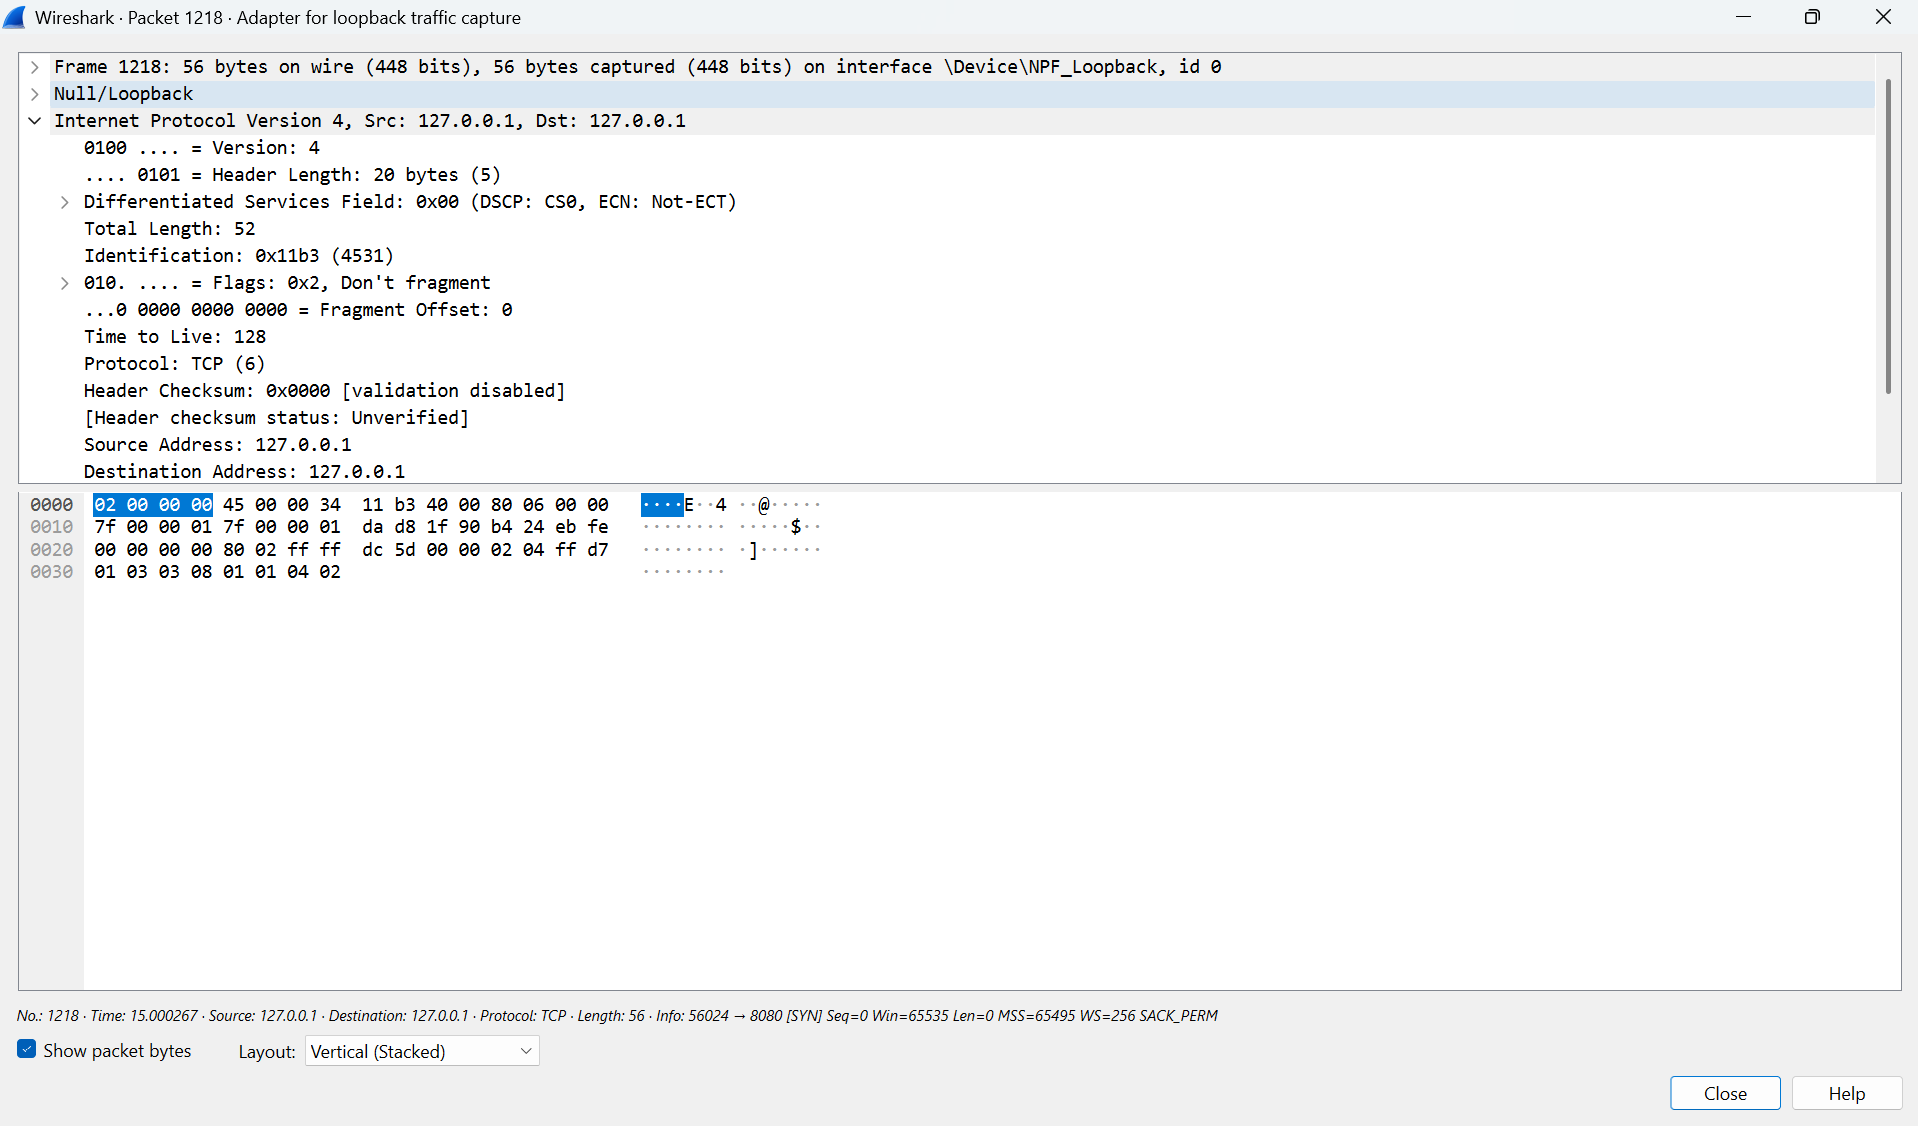 Wireshark · Packet 1218 · Adapter for loopback traffic capture
Frame 1218: 56 bytes on wire (448 bits), 56 bytes captured (448 bits) on interface \Device\NPF_Loopback, id 0
Null/Loopback
Internet Protocol Version 4, Src: 127.0.0.1, Dst: 127.0.0.1
0100 .... = Version: 4
.... 0101 = Header Length: 20 bytes (5)
Differentiated Services Field: 0x00 (DSCP: CS0, ECN: Not-ECT)
Total Length: 52
Identification: 0x11b3 (4531)
010. .... = Flags: 0x2, Don't fragment
...0 0000 0000 0000 = Fragment Offset: 0
Time to Live: 128
Protocol: TCP (6)
Header Checksum: 0x0000 [validation disabled]
[Header checksum status: Unverified]
Source Address: 127.0.0.1
Destination Address: 127.0.0.1
0000 02 00 00 00 45 00 00 34 11 b3 40 00 80 06 00 00 ····E··4 ··@·····
0010 7f 00 00 01 7f 00 00 01 da d8 1f 90 b4 24 eb fe ········ ·····$··
0020 00 00 00 00 80 02 ff ff dc 5d 00 00 02 04 ff d7 ········ ·]······
0030 01 03 03 08 01 01 04 02 ········
No.: 1218 · Time: 15.000267 · Source: 127.0.0.1 · Destination: 127.0.0.1 · Protocol: TCP · Length: 56 · Info: 56024 → 8080 [SYN] Seq=0 Win=65535 Len=0 MSS=65495 WS=256 SACK_PERM
Show packet bytes Layout: Vertical (Stacked)
Close Help